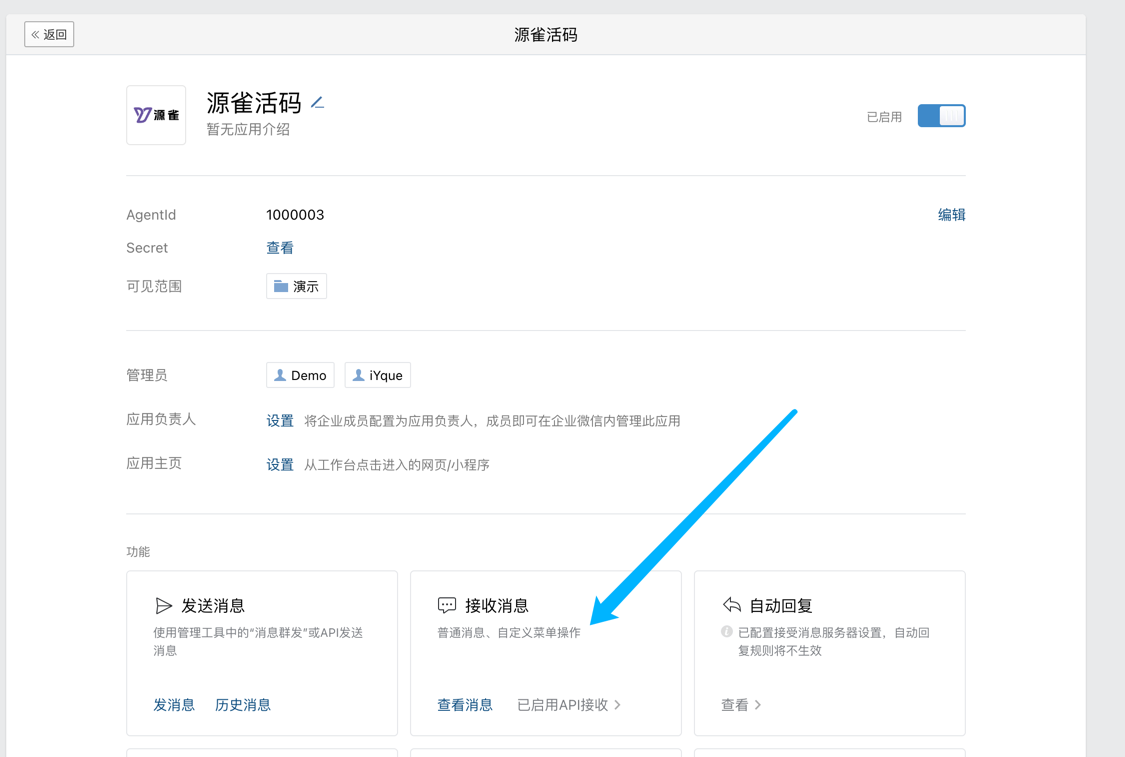 返回
源雀活码
源雀
源雀活码
暂无应用介绍
已启用
AgentId 1000003 编辑
Secret 查看
可见范围 演示
管理员 Demo iYque
应用负责人 设置 将企业成员配置为应用负责人，成员即可在企业微信内管理此应用
应用主页 设置 从工作台点击进入的网页/小程序
功能
发送消息
使用管理工具中的“消息群发”或API发送
消息
发消息 历史消息
接收消息
普通消息、自定义菜单操作
查看消息 已启用API接收
自动回复
已配置接受消息服务器设置，自动回
复规则将不生效
查看